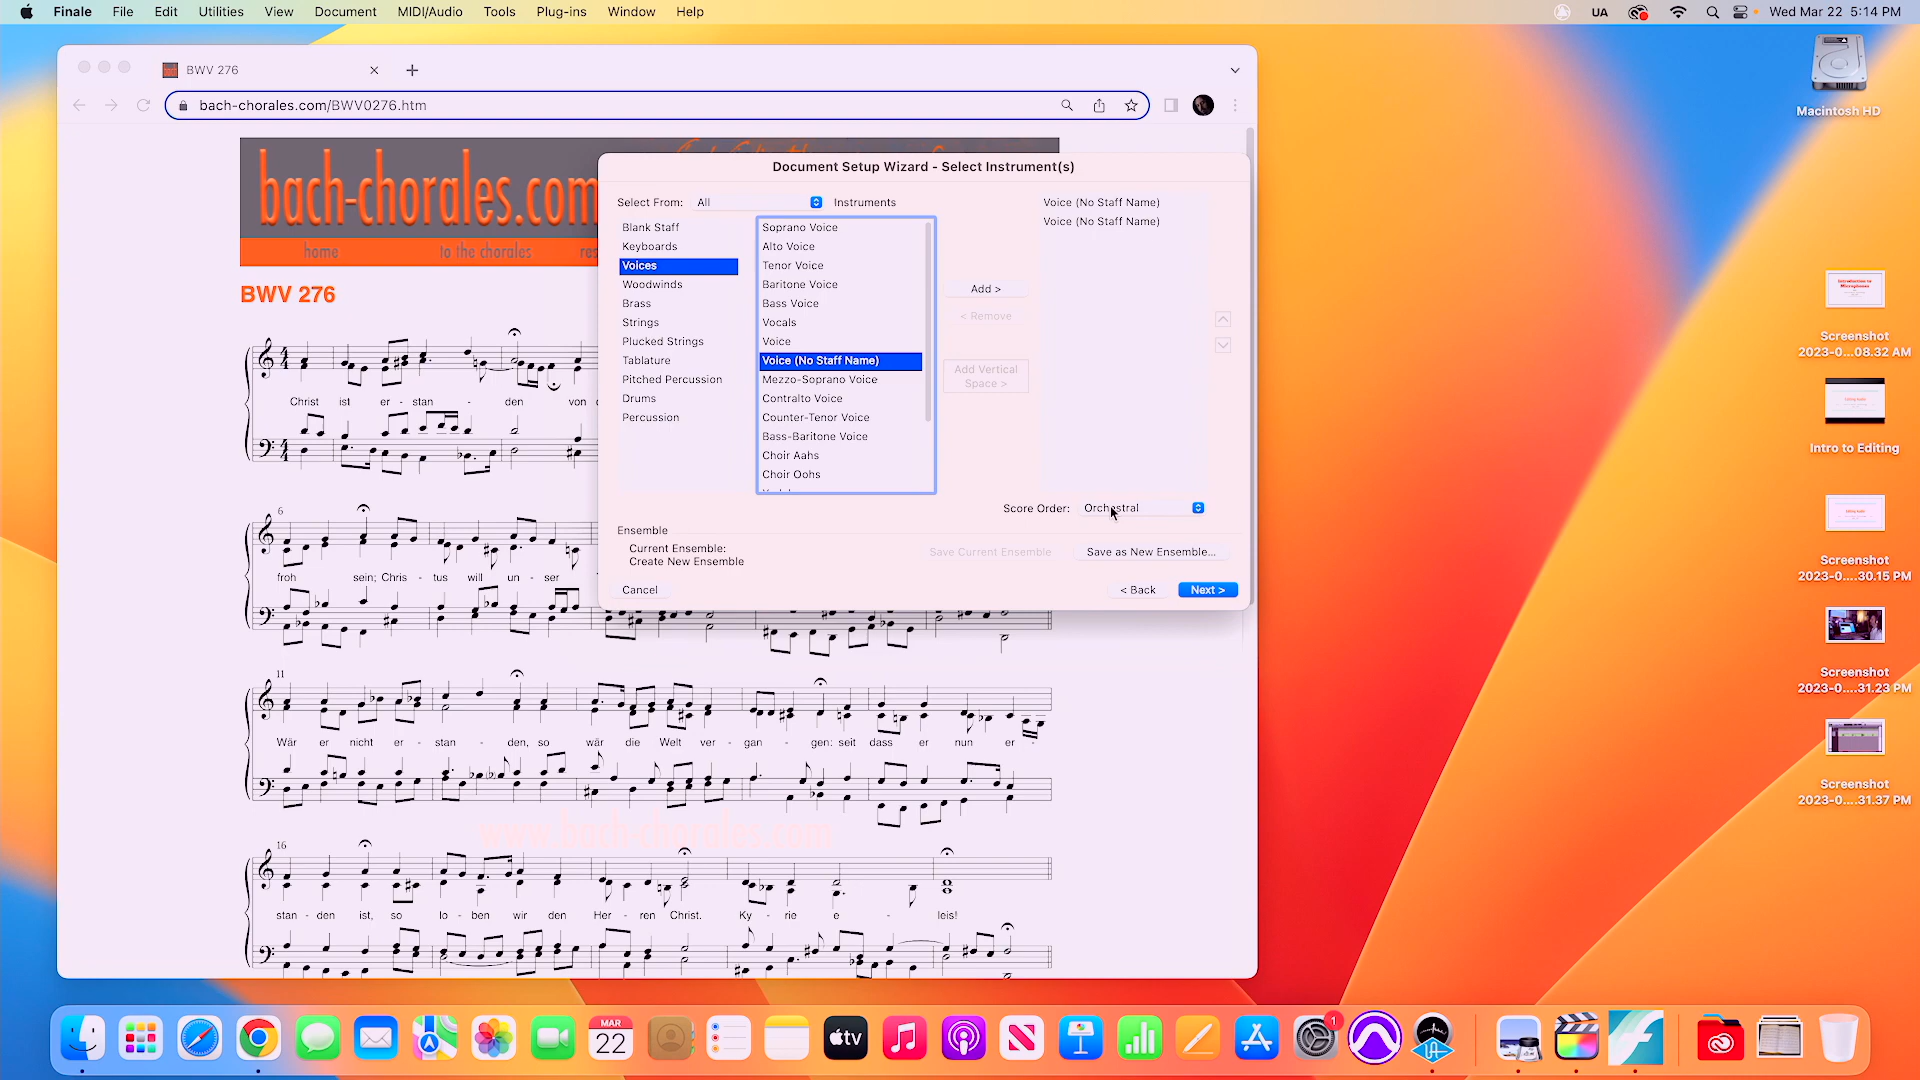 Finale File Edit Utilities View Document MIDI/Audio Tools Plug-ins Window Help
UA Wed Mar 22 5:14 PM
BWV 276
bach-chorales.com/BWV0276.htm
Macintosh HD
bach-chorales.com
home to the chorales res
BWV 276
4
4
Christ ist er - stan - den von
4
4
6
froh sein; Chris - tus will un - ser
11
Wär er nicht er - stan - den, so wär die Welt ver - gan - gen: seit dass er nun er -
www.bach-chorales.com
16
stan - den ist, so lo - ben wir den Her - ren Christ. Ky - rie e - leis!
Document Setup Wizard - Select Instrument(s)
Select From: All Instruments
Blank Staff
Keyboards
Voices
Woodwinds
Brass
Strings
Plucked Strings
Tablature
Pitched Percussion
Drums
Percussion
Soprano Voice
Alto Voice
Tenor Voice
Baritone Voice
Bass Voice
Vocals
Voice
Voice (No Staff Name)
Mezzo-Soprano Voice
Contralto Voice
Counter-Tenor Voice
Bass-Baritone Voice
Choir Aahs
Choir Oohs
Add >
< Remove
Add Vertical
Space >
Voice (No Staff Name)
Voice (No Staff Name)
Score Order: Orchestral
Ensemble
Current Ensemble:
Create New Ensemble
Save Current Ensemble Save as New Ensemble...
Cancel < Back Next >
Introduction to
Microphones
Screenshot
2023-0....08.32 AM
Intro to Editing
Screenshot
2023-0....30.15 PM
Screenshot
2023-0....31.23 PM
Screenshot
2023-0....31.37 PM
MAR
22
tv
1